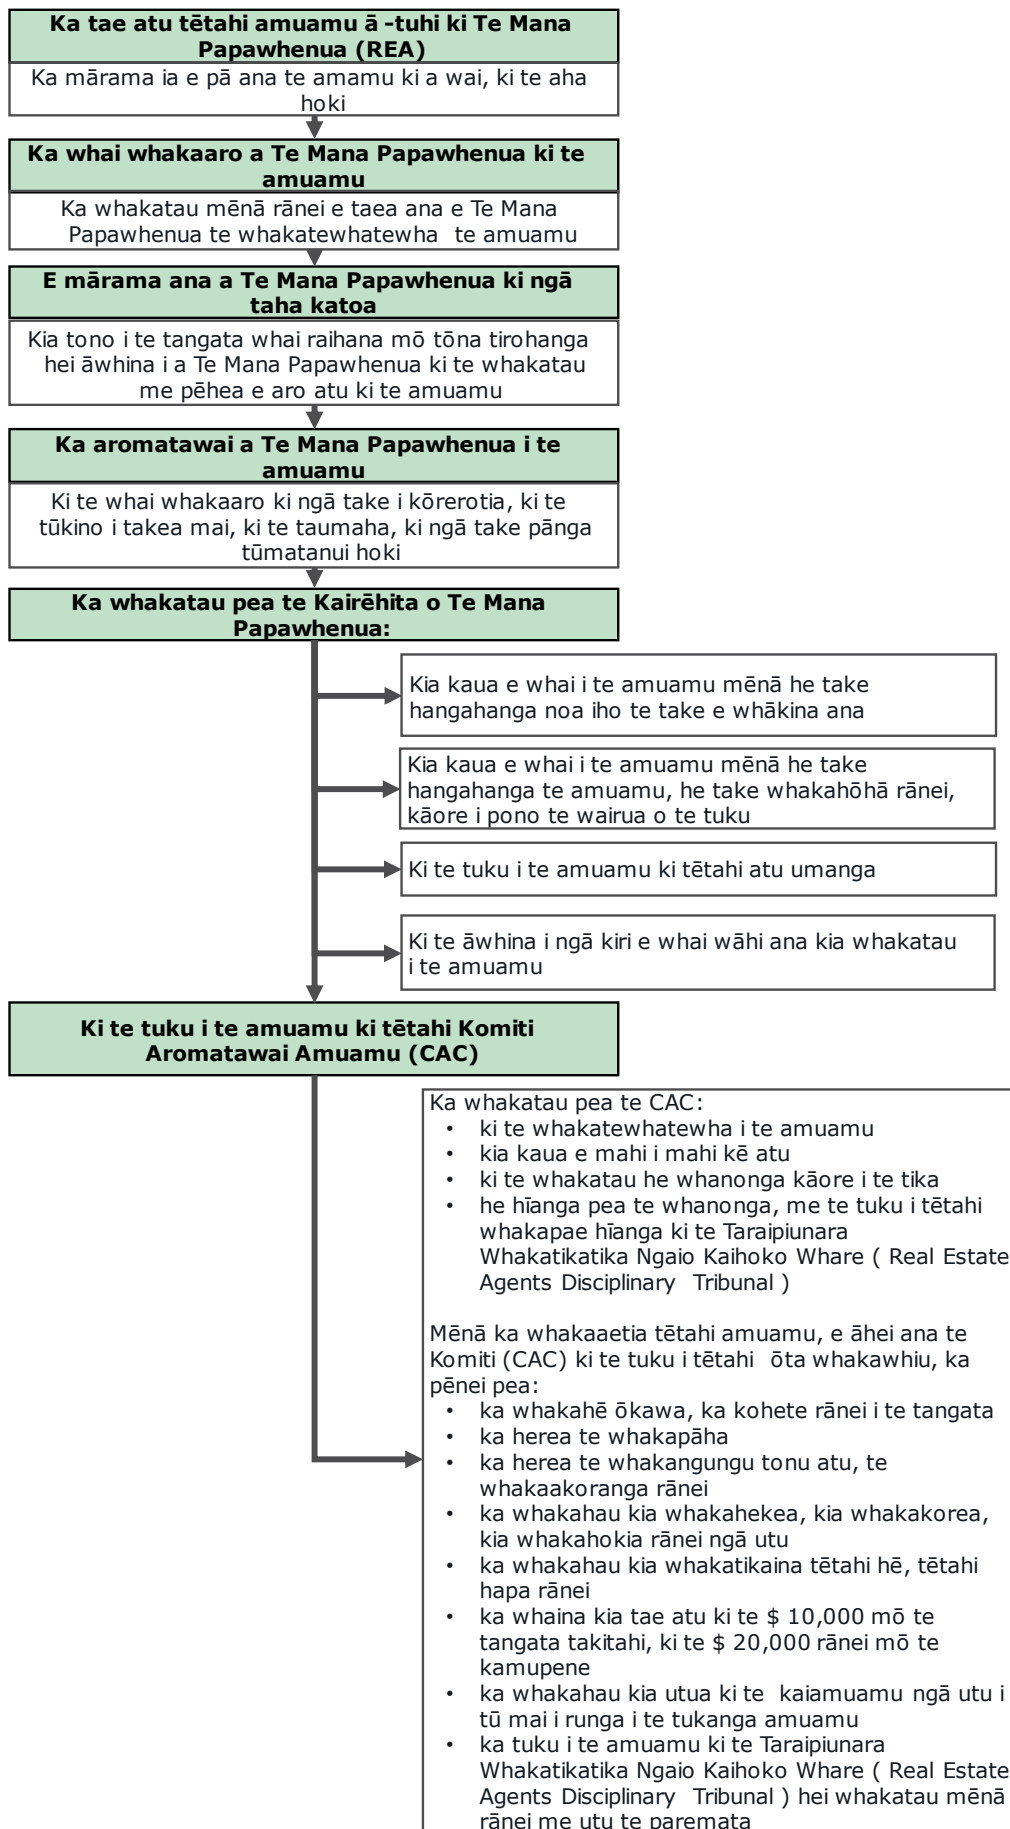 Ka tae atu tētahi amuamu ā -tuhi ki Te Mana
Papawhenua (REA)
Ka mārama ia e pā ana te amamu ki a wai, ki te aha
hoki
Ka whai whakaaro a Te Mana Papawhenua ki te
amuamu
Ka whakatau mēnā rānei e taea ana e Te Mana
Papawhenua te whakatewhatewha te amuamu
E mārama ana a Te Mana Papawhenua ki ngā
taha katoa
Kia tono i te tangata whai raihana mō tōna tirohanga
hei āwhina i a Te Mana Papawhenua ki te whakatau
me pēhea e aro atu ki te amuamu
Ka aromatawai a Te Mana Papawhenua i te
amuamu
Ki te whai whakaaro ki ngā take i kōrerotia, ki te
tūkino i takea mai, ki te taumaha, ki ngā take pānga
tūmatanui hoki
Ka whakatau pea te Kairēhita o Te Mana
Papawhenua:
Kia kaua e whai i te amuamu mēnā he take
hangahanga noa iho te take e whākina ana
Kia kaua e whai i te amuamu mēnā he take
hangahanga te amuamu, he take whakahōhā rānei,
kāore i pono te wairua o te tuku
Ki te tuku i te amuamu ki tētahi atu umanga
Ki te āwhina i ngā kiri e whai wāhi ana kia whakatau
i te amuamu
Ki te tuku i te amuamu ki tētahi Komiti
Aromatawai Amuamu (CAC)
Ka whakatau pea te CAC:
• ki te whakatewhatewha i te amuamu
• kia kaua e mahi i mahi kē atu
• ki te whakatau he whanonga kāore i te tika
• he hīanga pea te whanonga, me te tuku i tētahi
whakapae hīanga ki te Taraipiunara
Whakatikatika Ngaio Kaihoko Whare ( Real Estate
Agents Disciplinary Tribunal )
Mēnā ka whakaaetia tētahi amuamu, e āhei ana te
Komiti (CAC) ki te tuku i tētahi ōta whakawhiu, ka
pēnei pea:
• ka whakahē ōkawa, ka kohete rānei i te tangata
• ka herea te whakapāha
• ka herea te whakangungu tonu atu, te
whakaakoranga rānei
• ka whakahau kia whakahekea, kia whakakorea,
kia whakahokia rānei ngā utu
• ka whakahau kia whakatikaina tētahi hē, tētahi
hapa rānei
• ka whaina kia tae atu ki te $ 10,000 mō te
tangata takitahi, ki te $ 20,000 rānei mō te
kamupene
• ka whakahau kia utua ki te kaiamuamu ngā utu i
tū mai i runga i te tukanga amuamu
• ka tuku i te amuamu ki te Taraipiunara
Whakatikatika Ngaio Kaihoko Whare ( Real Estate
Agents Disciplinary Tribunal ) hei whakatau mēnā
rānei me utu te paremata